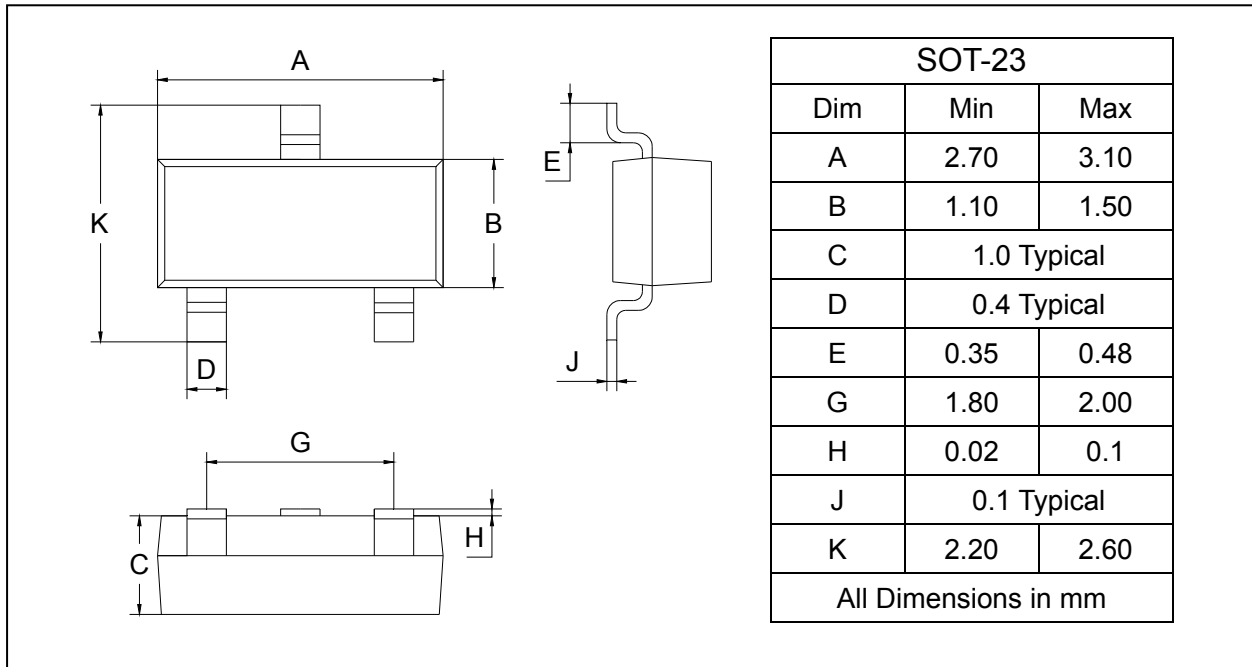 A
K
B
D
E
J
G
C
H
SOT-23
Dim Min Max
A 2.70 3.10
B 1.10 1.50
C 1.0 Typical
D 0.4 Typical
E 0.35 0.48
G 1.80 2.00
H 0.02 0.1
J 0.1 Typical
K 2.20 2.60
All Dimensions in mm